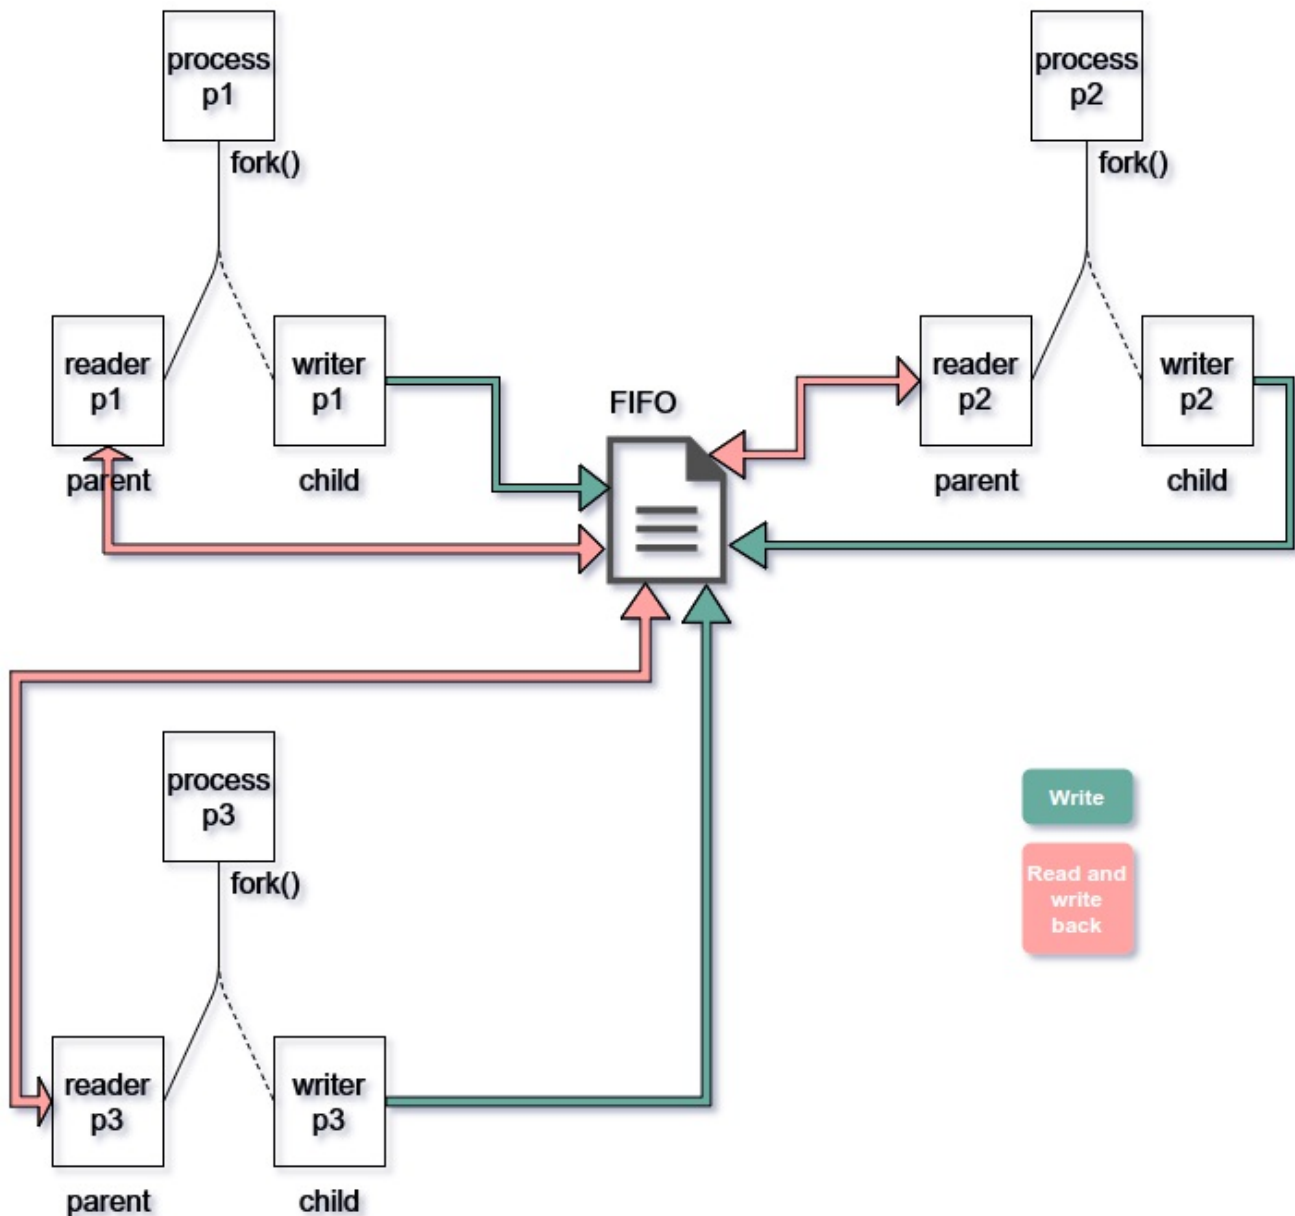 process
p1
fork()
process
p2
fork()
reader
p1
writer
p1
FIFO
reader
p2
writer
p2
parent
child
parent
child
process
p3
fork()
Write
Read and
write
back
reader
p3
writer
p3
parent
child